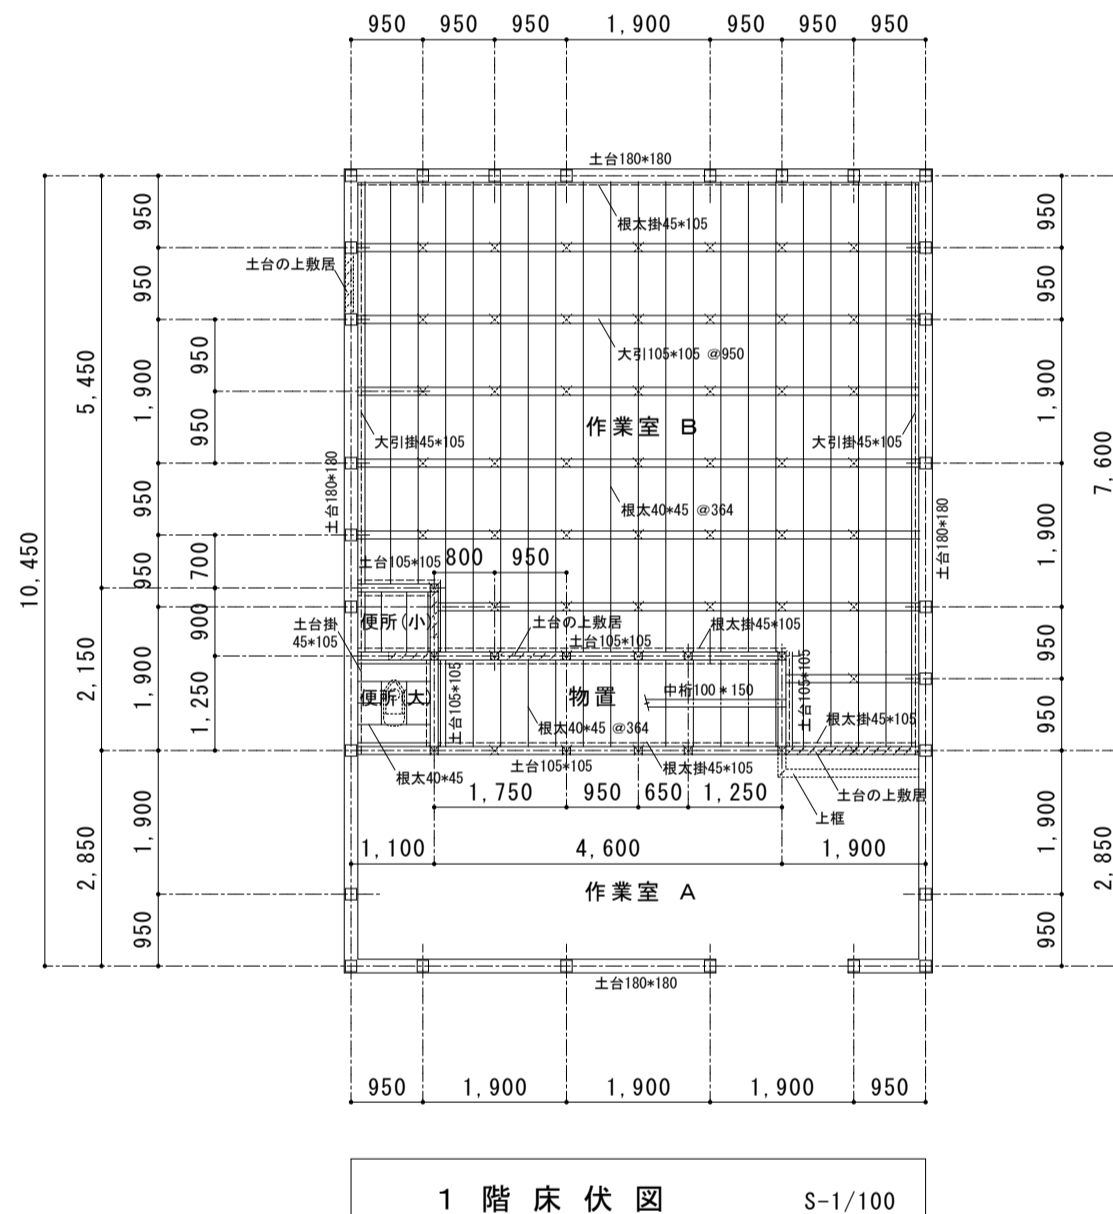 950 950 950 1,900 950 950 950
土台180*180
根太掛45*105
950 950
土台の上敷居
950 950
大引105*105 @950
5,450 1,900 950 950 1,900
作業室 B
大引掛45*105 大引掛45*105
7,600
土台180*180
950
根太40*45 @364
土台180*180
1,900
10,450
950 700
土台105*105
800 950
900
土台掛
45*105
便所(小)
土台の上敷居
土台105*105
根太掛45*105
2,150 1,900 1,250
便所(大)
土台105*105
物置
中桁100*150
土台105*105
950
根太40*45 @364
根太掛45*105
950
根太40*45
土台105*105
根太掛45*105
土台の上敷居
上框
1,750 950 650 1,250
1,100 4,600 1,900
2,850 1,900 1,900 2,850
作業室 A
950 950
土台180*180
950 1,900 1,900 1,900 950
1 階 床 伏 図 S-1/100